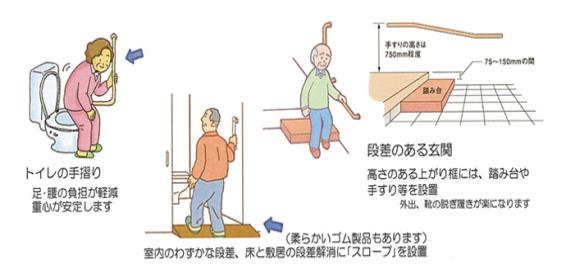 トイレの手摺り
足・腰の負担が軽減
重心が安定します
(柔らかいゴム製品もあります)
室内のわずかな段差、床と敷居の段差解消に「スロープ」を設置
手すりの高さは
750mm程度
75〜150mmの間
踏み台
段差のある玄関
高さのある上がり框には、踏み台や
手すり等を設置
外出、靴の脱ぎ履きが楽になります